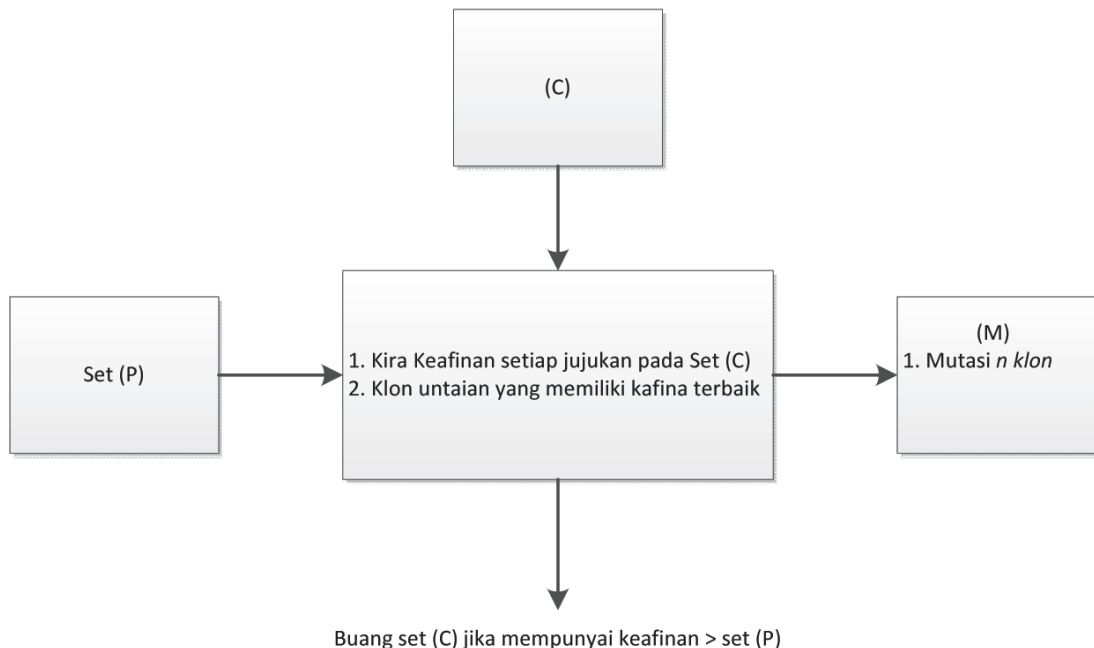 (C)
Set (P)
1. Kira Keafinan setiap jujukan pada Set (C)
2. Klon untaian yang memiliki kafina terbaik
(M)
1. Mutasi n klon
Buang set (C) jika mempunyai keafinan > set (P)